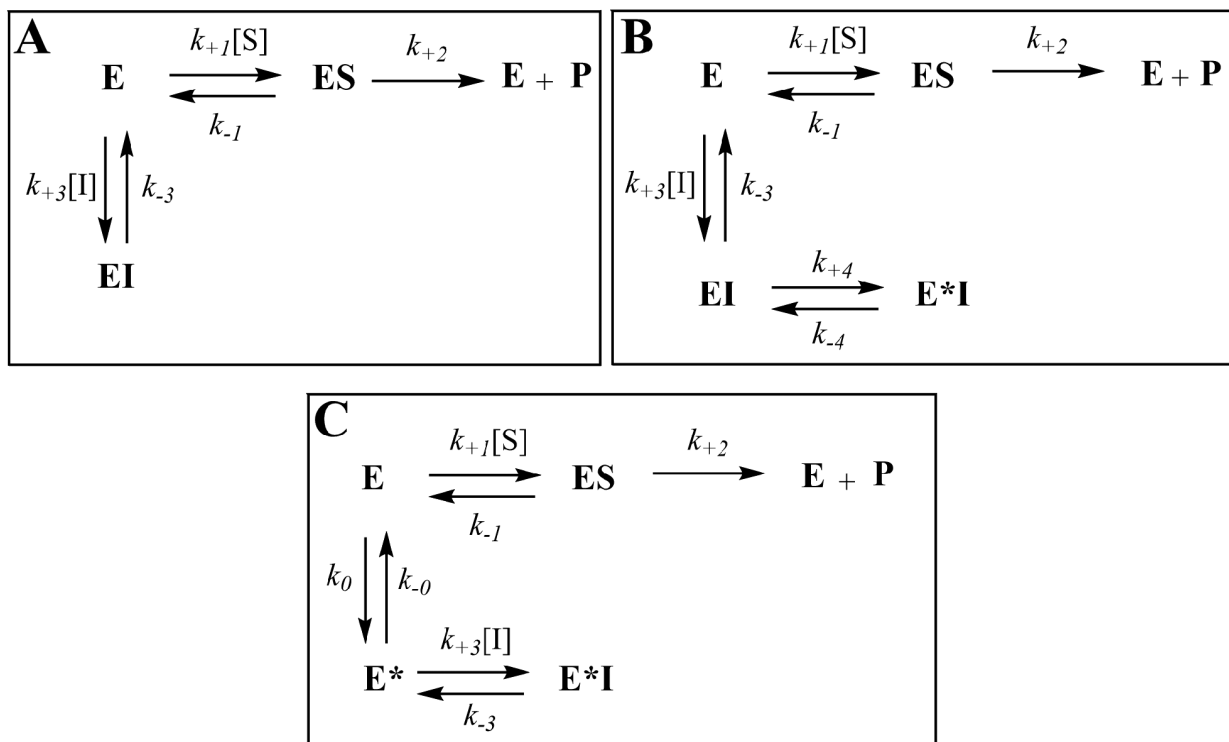 A
k+1[S] k+2
E ES E + P
k-1
k+3[I] k-3
EI
B
k+1[S] k+2
E ES E + P
k-1
k+3[I] k-3
k+4
EI E*I
k-4
C
k+1[S] k+2
E ES E + P
k-1
k0 k-0
k+3[I]
E* E*I
k-3